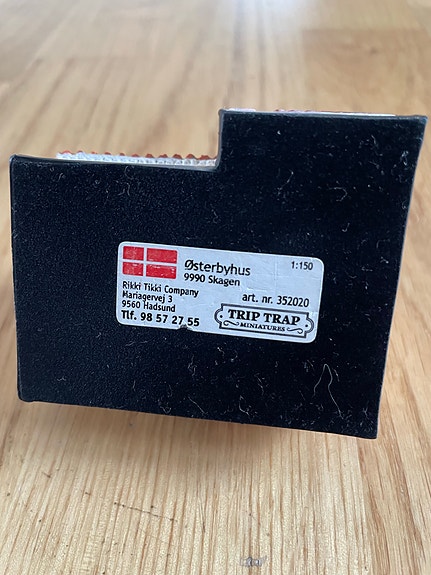 Østerbyhus
1:150
9990 Skagen
Rikki Tikki Company
Mariagervej 3
9560 Hadsund
Tlf. 98 57 27 55
art. nr. 352020
TRIP TRAP
MINIATURES